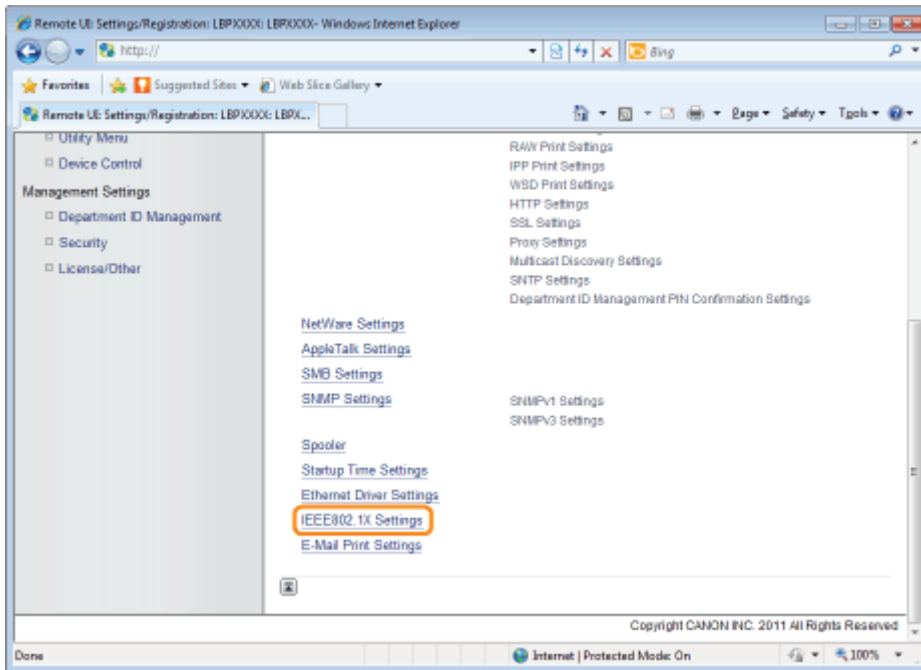 Remote UI: Settings/Registration: LBPXXXX: LBPXXXX- Windows Internet Explorer
http://
Bing
Favorites Suggested Sites Web Slice Gallery
Remote UI: Settings/Registration: LBPXXXX: LBPX... Page Safety Tools
Utility Menu
Device Control
Management Settings
Department ID Management
Security
License/Other
RAW Print Settings
IPP Print Settings
WSD Print Settings
HTTP Settings
SSL Settings
Proxy Settings
Multicast Discovery Settings
SNTP Settings
Department ID Management PIN Confirmation Settings
NetWare Settings
AppleTalk Settings
SMB Settings
SNMP Settings
SNMPv1 Settings
SNMPv3 Settings
Spooler
Startup Time Settings
Ethernet Driver Settings
IEEE802.1X Settings
E-Mail Print Settings
Copyright CANON INC. 2011 All Rights Reserved
Done Internet | Protected Mode: On 100%